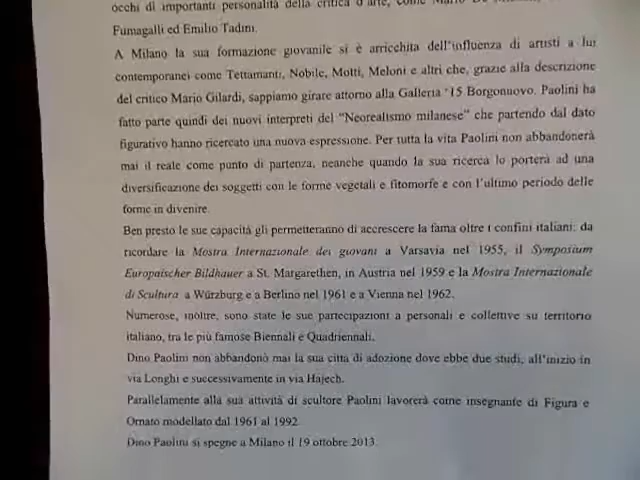 occhi di importanti personalità della critica d'arte, come Mario De
Fumagalli ed Emilio Tadini.
A Milano la sua formazione giovanile si è arricchita dell'influenza di artisti a lui
contemporanei come Tettamanti, Nobile, Motti, Meloni e altri che, grazie alla descrizione
del critico Mario Gilardi, sappiamo girare attorno alla Galleria '15 Borgonuovo. Paolini ha
fatto parte quindi dei nuovi interpreti del "Neorealismo milanese" che partendo dal dato
figurativo hanno ricercato una nuova espressione. Per tutta la vita Paolini non abbandonerà
mai il reale come punto di partenza, neanche quando la sua ricerca lo porterà ad una
diversificazione dei soggetti con le forme vegetali e fitomorfe e con l'ultimo periodo delle
forme in divenire.
Ben presto le sue capacità gli permetteranno di accrescere la fama oltre i confini italiani: da
ricordare la Mostra Internazionale dei giovani a Varsavia nel 1955, il Symposium
Europaischer Bildhauer a St. Margarethen, in Austria nel 1959 e la Mostra Internazionale
di Scultura a Würzburg e a Berlino nel 1961 e a Vienna nel 1962.
Numerose, inoltre, sono state le sue partecipazioni a personali e collettive su territorio
italiano, tra le più famose Biennali e Quadriennali.
Dino Paolini non abbandonò mai la sua città di adozione dove ebbe due studi, all'inizio in
via Longhi e successivamente in via Hajech.
Parallelamente alla sua attività di scultore Paolini lavorerà come insegnante di Figura e
Ornato modellato dal 1961 al 1992.
Dino Paolini si spegne a Milano il 19 ottobre 2013.